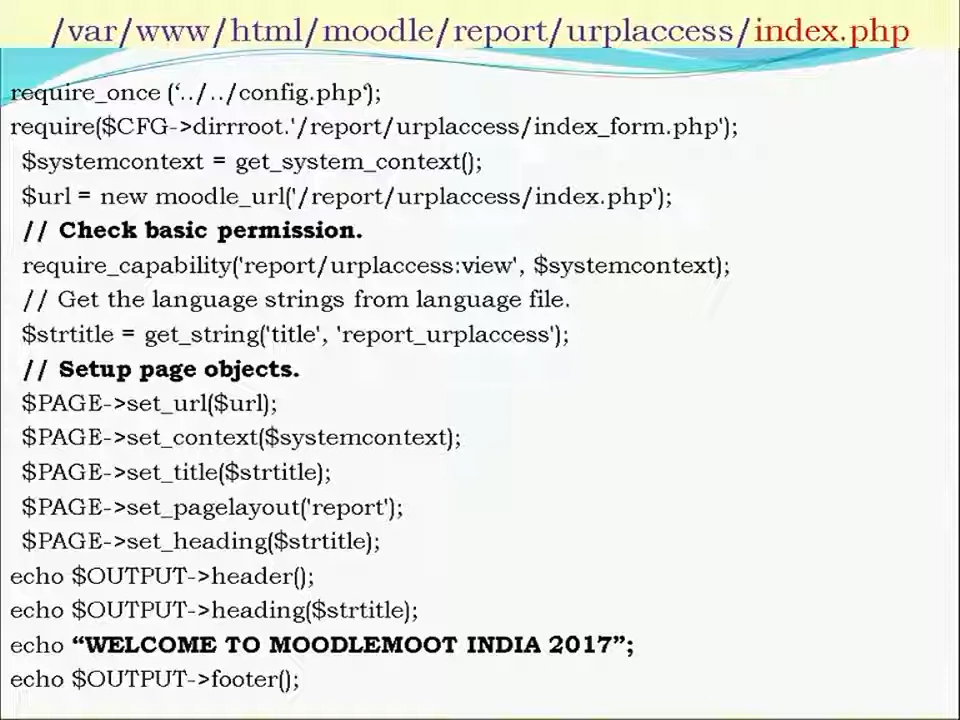 /var/www/html/moodle/report/urplaccess/index.php
require_once (‘../../config.php‘);
require($CFG->dirrroot.'/report/urplaccess/index_form.php');
$systemcontext = get_system_context();
$url = new moodle_url('/report/urplaccess/index.php');
// Check basic permission.
require_capability('report/urplaccess:view', $systemcontext);
// Get the language strings from language file.
$strtitle = get_string('title', 'report_urplaccess');
// Setup page objects.
$PAGE->set_url($url);
$PAGE->set_context($systemcontext);
$PAGE->set_title($strtitle);
$PAGE->set_pagelayout('report');
$PAGE->set_heading($strtitle);
echo $OUTPUT->header();
echo $OUTPUT->heading($strtitle);
echo “WELCOME TO MOODLEMOOT INDIA 2017”;
echo $OUTPUT->footer();